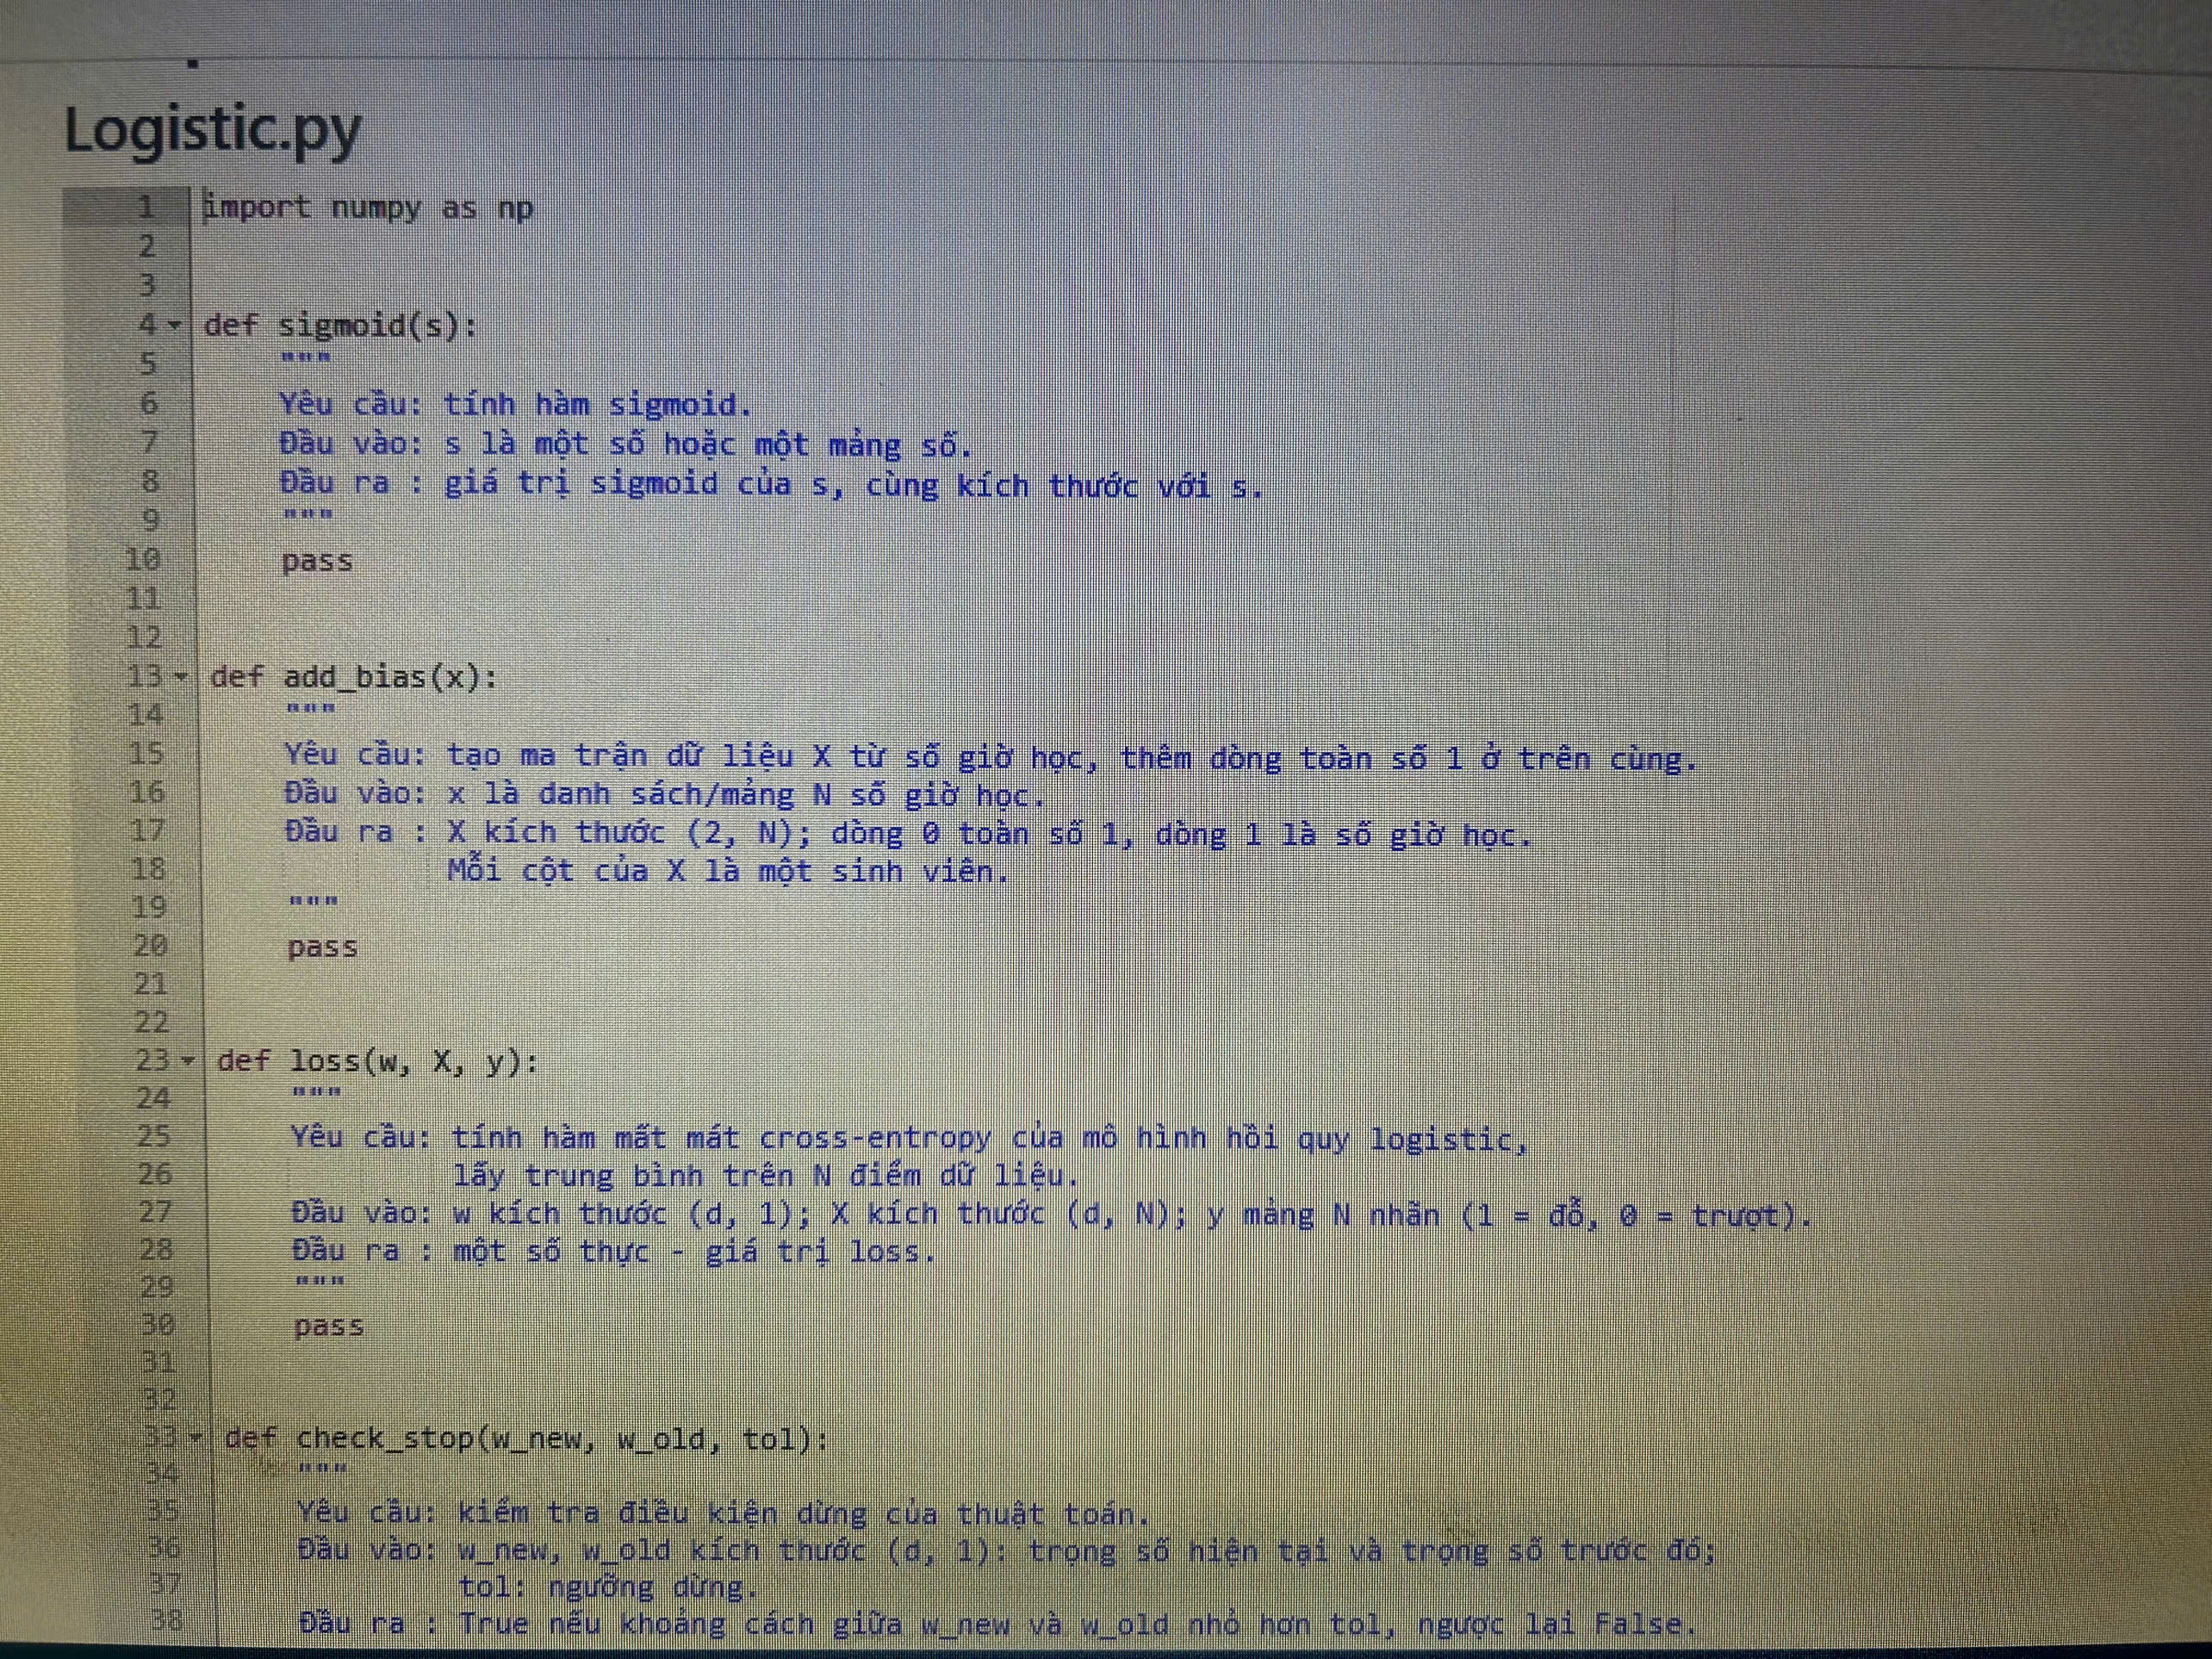 Logistic.py
1 import numpy as np
2
3
4 def sigmoid(s):
5 """
6 Yêu cầu: tính hàm sigmoid.
7 Đầu vào: s là một số hoặc một mảng số.
8 Đầu ra : giá trị sigmoid của s, cùng kích thước với s.
9 """
10 pass
11
12
13 def add_bias(x):
14 """
15 Yêu cầu: tạo ma trận dữ liệu X từ số giờ học, thêm dòng toàn số 1 ở trên cùng.
16 Đầu vào: x là danh sách/mảng N số giờ học.
17 Đầu ra : X kích thước (2, N); dòng 0 toàn số 1, dòng 1 là số giờ học.
18 Mỗi cột của X là một sinh viên.
19 """
20 pass
21
22
23 def loss(w, X, y):
24 """
25 Yêu cầu: tính hàm mất mát cross-entropy của mô hình hồi quy logistic,
26 lấy trung bình trên N điểm dữ liệu.
27 Đầu vào: w kích thước (d, 1); X kích thước (d, N); y mảng N nhãn (1 = đỗ, 0 = trượt).
28 Đầu ra : một số thực - giá trị loss.
29 """
30 pass
31
32
33 def check_stop(w_new, w_old, tol):
34 """
35 Yêu cầu: kiểm tra điều kiện dừng của thuật toán.
36 Đầu vào: w_new, w_old kích thước (d, 1): trọng số hiện tại và trọng số trước đó;
37 tol: ngưỡng dừng.
38 Đầu ra : True nếu khoảng cách giữa w_new và w_old nhỏ hơn tol, ngược lại False.